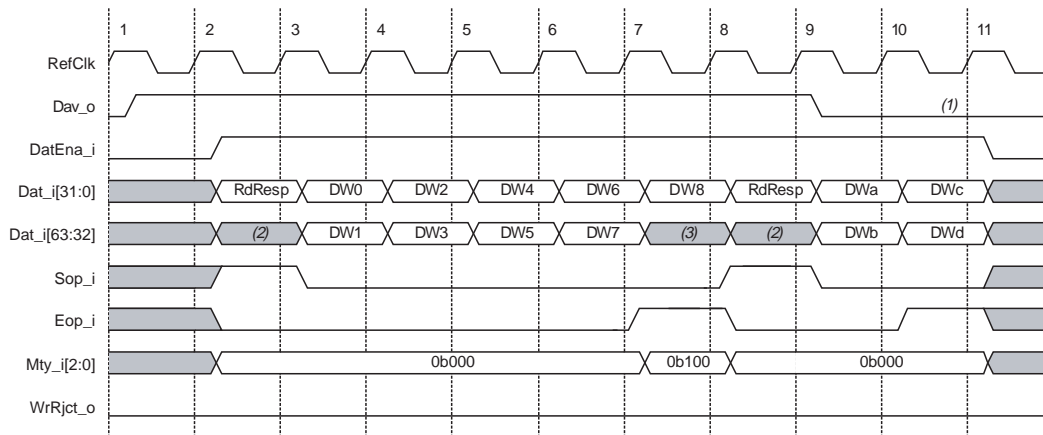 1 2 3 4 5 6 7 8 9 10 11
RefClk
Dav_o (1)
DatEna_i
Dat_i[31:0] RdResp DW0 DW2 DW4 DW6 DW8 RdResp DWa DWc
Dat_i[63:32] (2) DW1 DW3 DW5 DW7 (3) (2) DWb DWd
Sop_i
Eop_i
Mty_i[2:0] 0b000 0b100 0b000
WrRjct_o